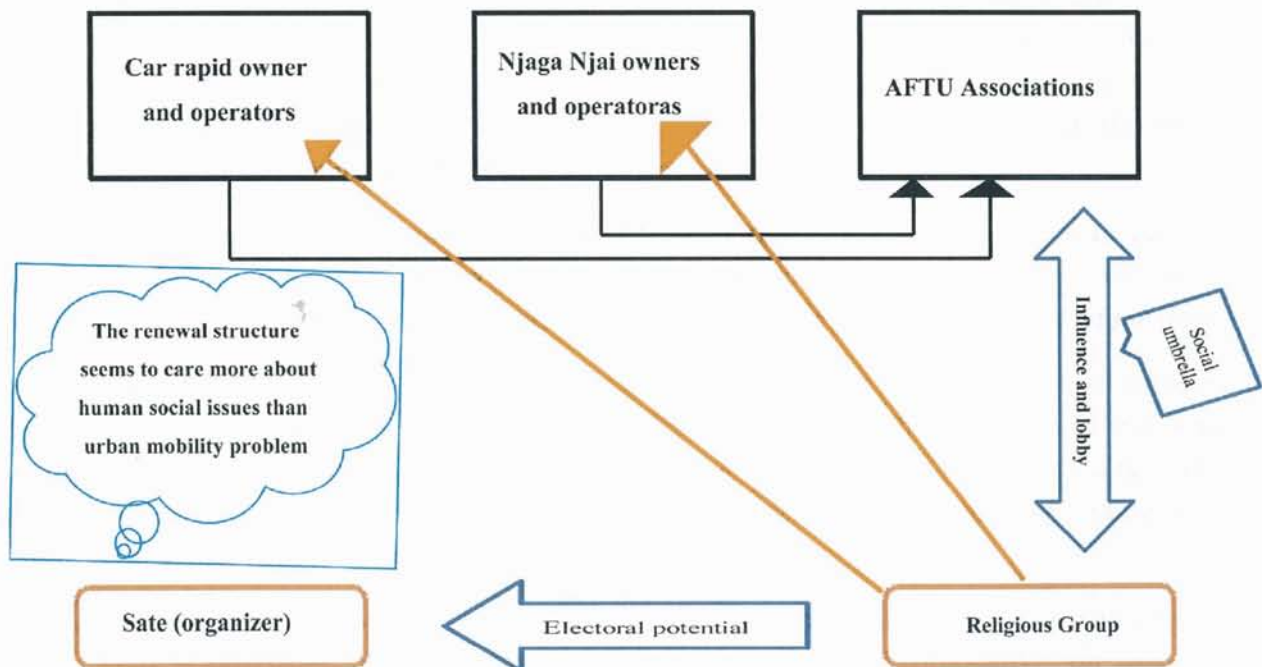 Car rapid owner
and operators
Njaga Njai owners
and operatoras
AFTU Associations
The renewal structure
seems to care more about
human social issues than
urban mobility problem
Influence and lobby
Social
umbrella
Sate (organizer)
Electoral potential
Religious Group